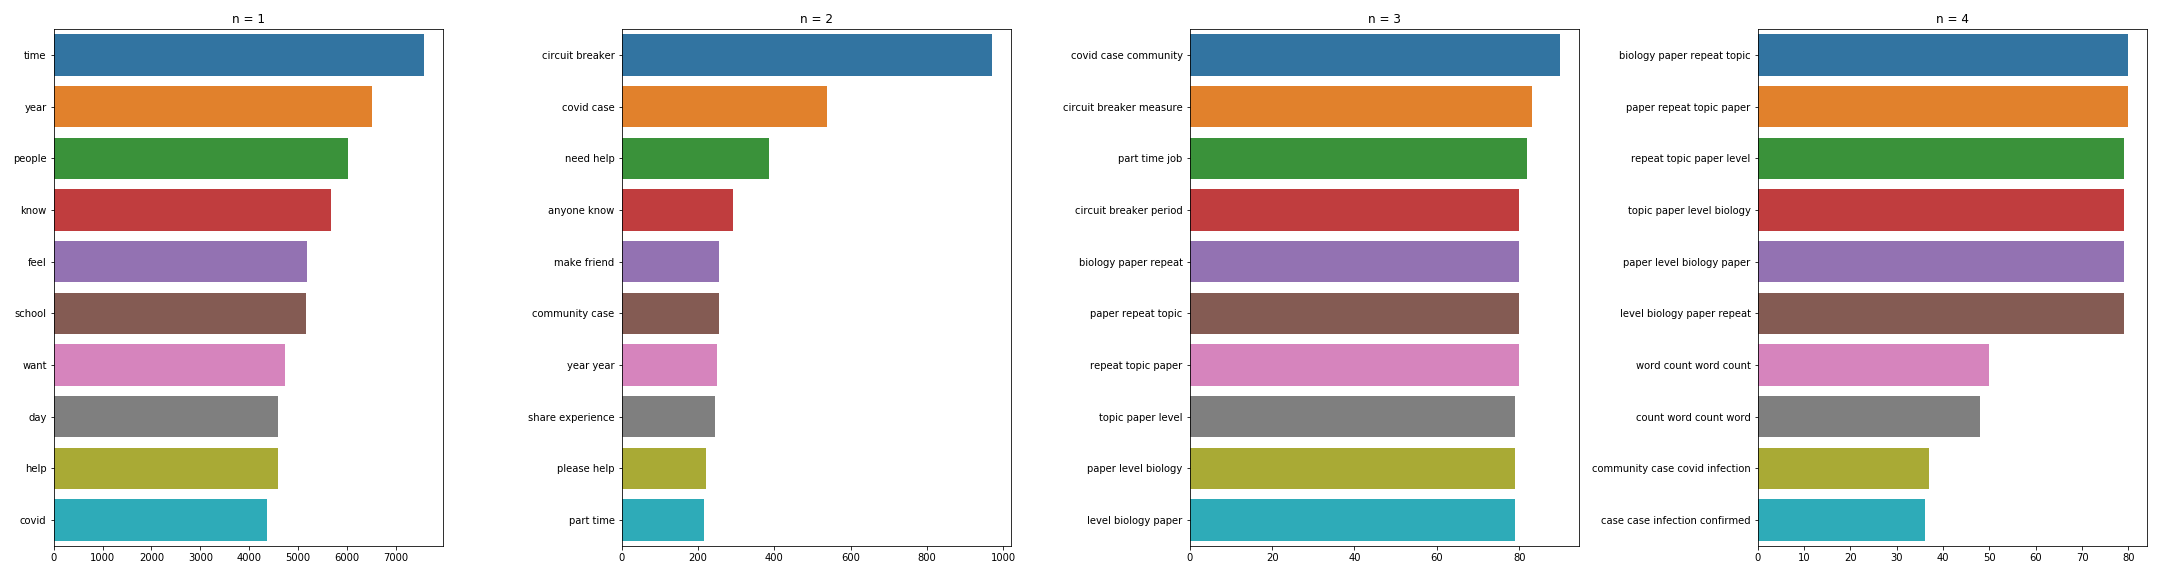 n = 1
time
year
people
know
feel
school
want
day
help
covid
0 1000 2000 3000 4000 5000 6000 7000
n = 2
circuit breaker
covid case
need help
anyone know
make friend
community case
year year
share experience
please help
part time
0 200 400 600 800 1000
n = 3
covid case community
circuit breaker measure
part time job
circuit breaker period
biology paper repeat
paper repeat topic
repeat topic paper
topic paper level
paper level biology
level biology paper
0 20 40 60 80
n = 4
biology paper repeat topic
paper repeat topic paper
repeat topic paper level
topic paper level biology
paper level biology paper
level biology paper repeat
word count word count
count word count word
community case covid infection
case case infection confirmed
0 10 20 30 40 50 60 70 80